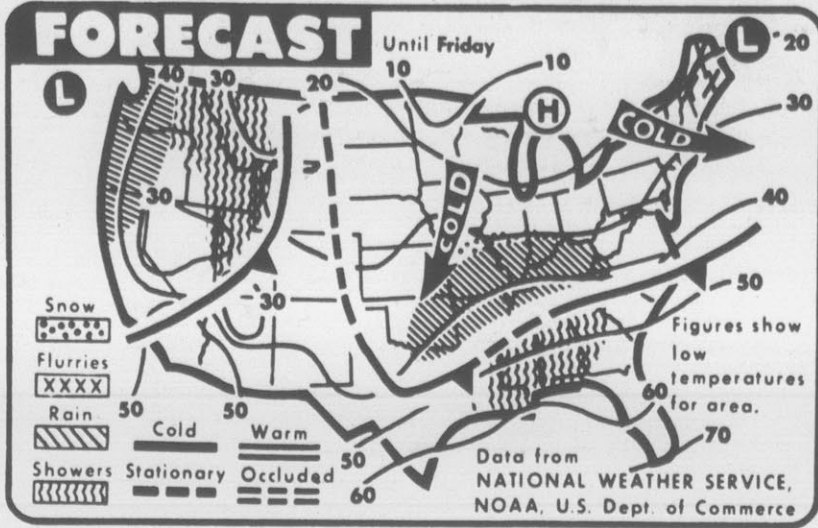 FORECAST
Until Friday
L
40
30
20
10
10
H
L
20
30
COLD
COLD
30
40
30
50
Snow
Flurries
Rain
Showers
50
50
Cold
Warm
Stationary
Occluded
50
60
Figures show
low
temperatures
for area.
60
70
Data from
NATIONAL WEATHER SERVICE,
NOAA, U.S. Dept. of Commerce